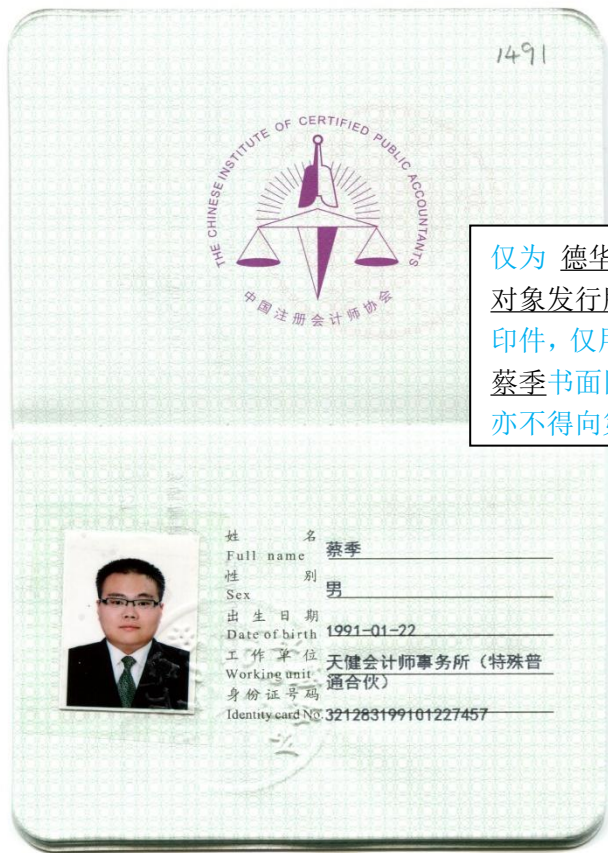 1491
THE CHINESE INSTITUTE OF CERTIFIED PUBLIC ACCOUNTANTS
中国注册会计师协会
仅为 德华
对象发行
印件，仅用
蔡季书面
亦不得向
姓 名
Full name 蔡季
性 别
Sex 男
出生日期
Date of birth 1991-01-22
工作单位
Working unit 天健会计师事务所（特殊普
通合伙）
身份证号码
Identity card No. 321283199101227457